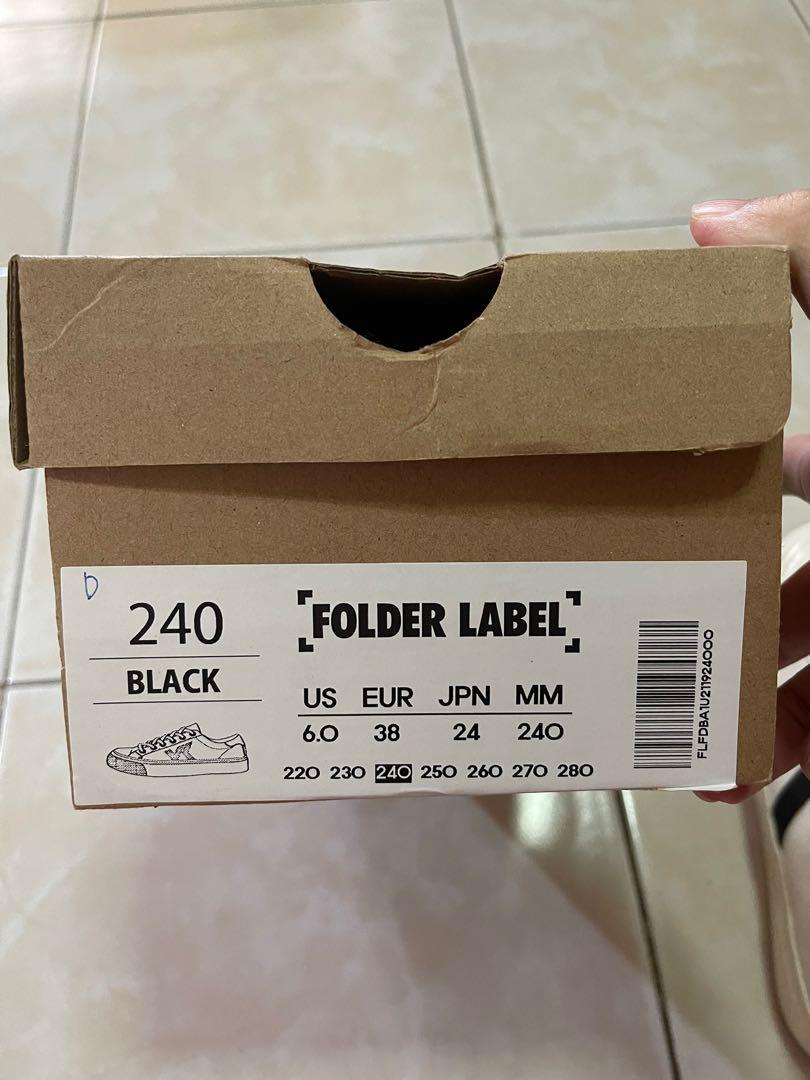 D
240
BLACK
[FOLDER LABEL]
US EUR JPN MM
6.0 38 24 240
220 230 240 250 260 270 280
FLFDBA1U211924000